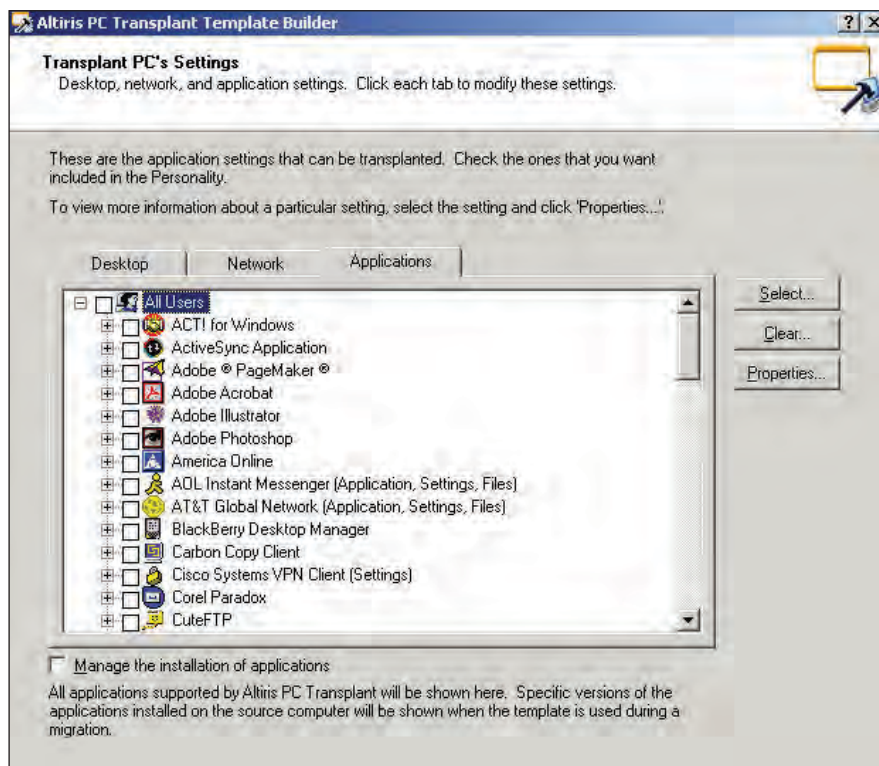 Altiris PC Transplant Template Builder
Transplant PC's Settings
Desktop, network, and application settings. Click each tab to modify these settings.
These are the application settings that can be transplanted. Check the ones that you want
included in the Personality.
To view more information about a particular setting, select the setting and click 'Properties...'.
Desktop Network Applications
All Users
ACT! for Windows
ActiveSync Application
Adobe ® PageMaker ®
Adobe Acrobat
Adobe Illustrator
Adobe Photoshop
America Online
AOL Instant Messenger (Application, Settings, Files)
AT&T Global Network (Application, Settings, Files)
BlackBerry Desktop Manager
Carbon Copy Client
Cisco Systems VPN Client (Settings)
Corel Paradox
CuteFTP
Select...
Clear...
Properties...
Manage the installation of applications
All applications supported by Altiris PC Transplant will be shown here. Specific versions of the
applications installed on the source computer will be shown when the template is used during a
migration.